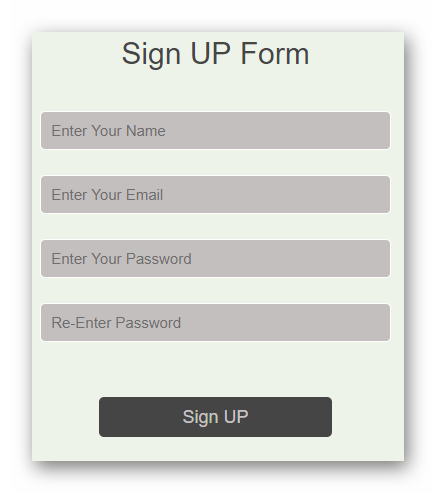 Sign UP Form
Enter Your Name
Enter Your Email
Enter Your Password
Re-Enter Password
Sign UP